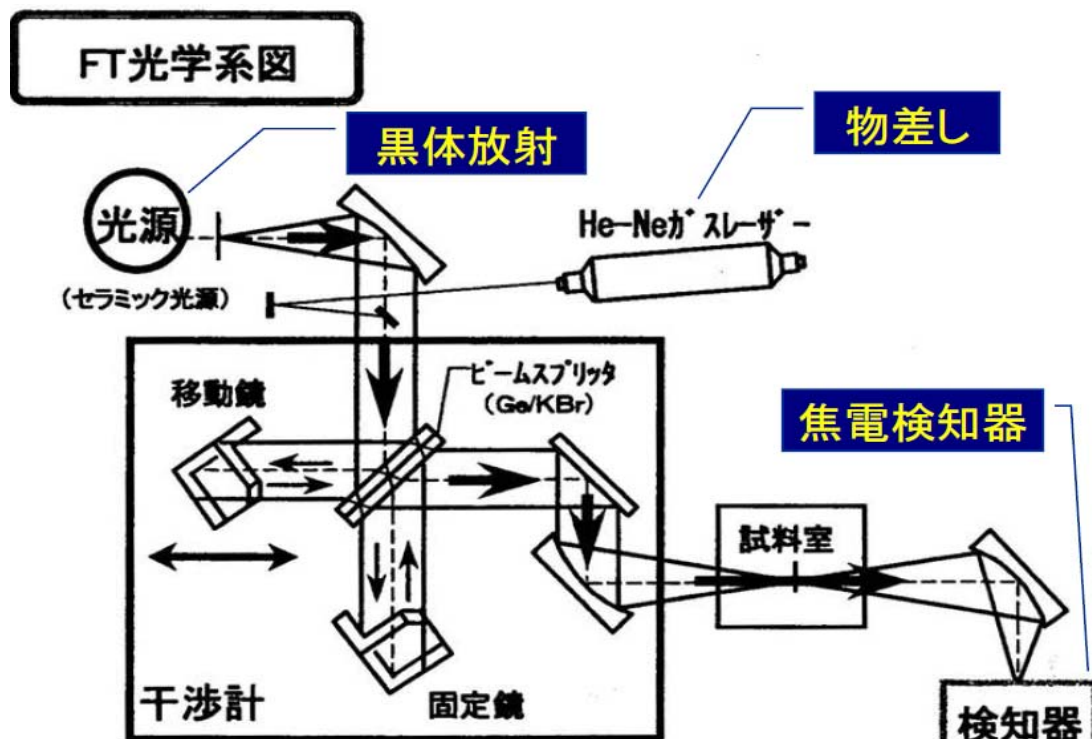 FT光学系図
黒体放射
物差し
光源
He-Neガスレーザー
(セラミック光源)
ビームスプリッタ
(Ge/KBr)
移動鏡
焦電検知器
試料室
干渉計
固定鏡
検知器